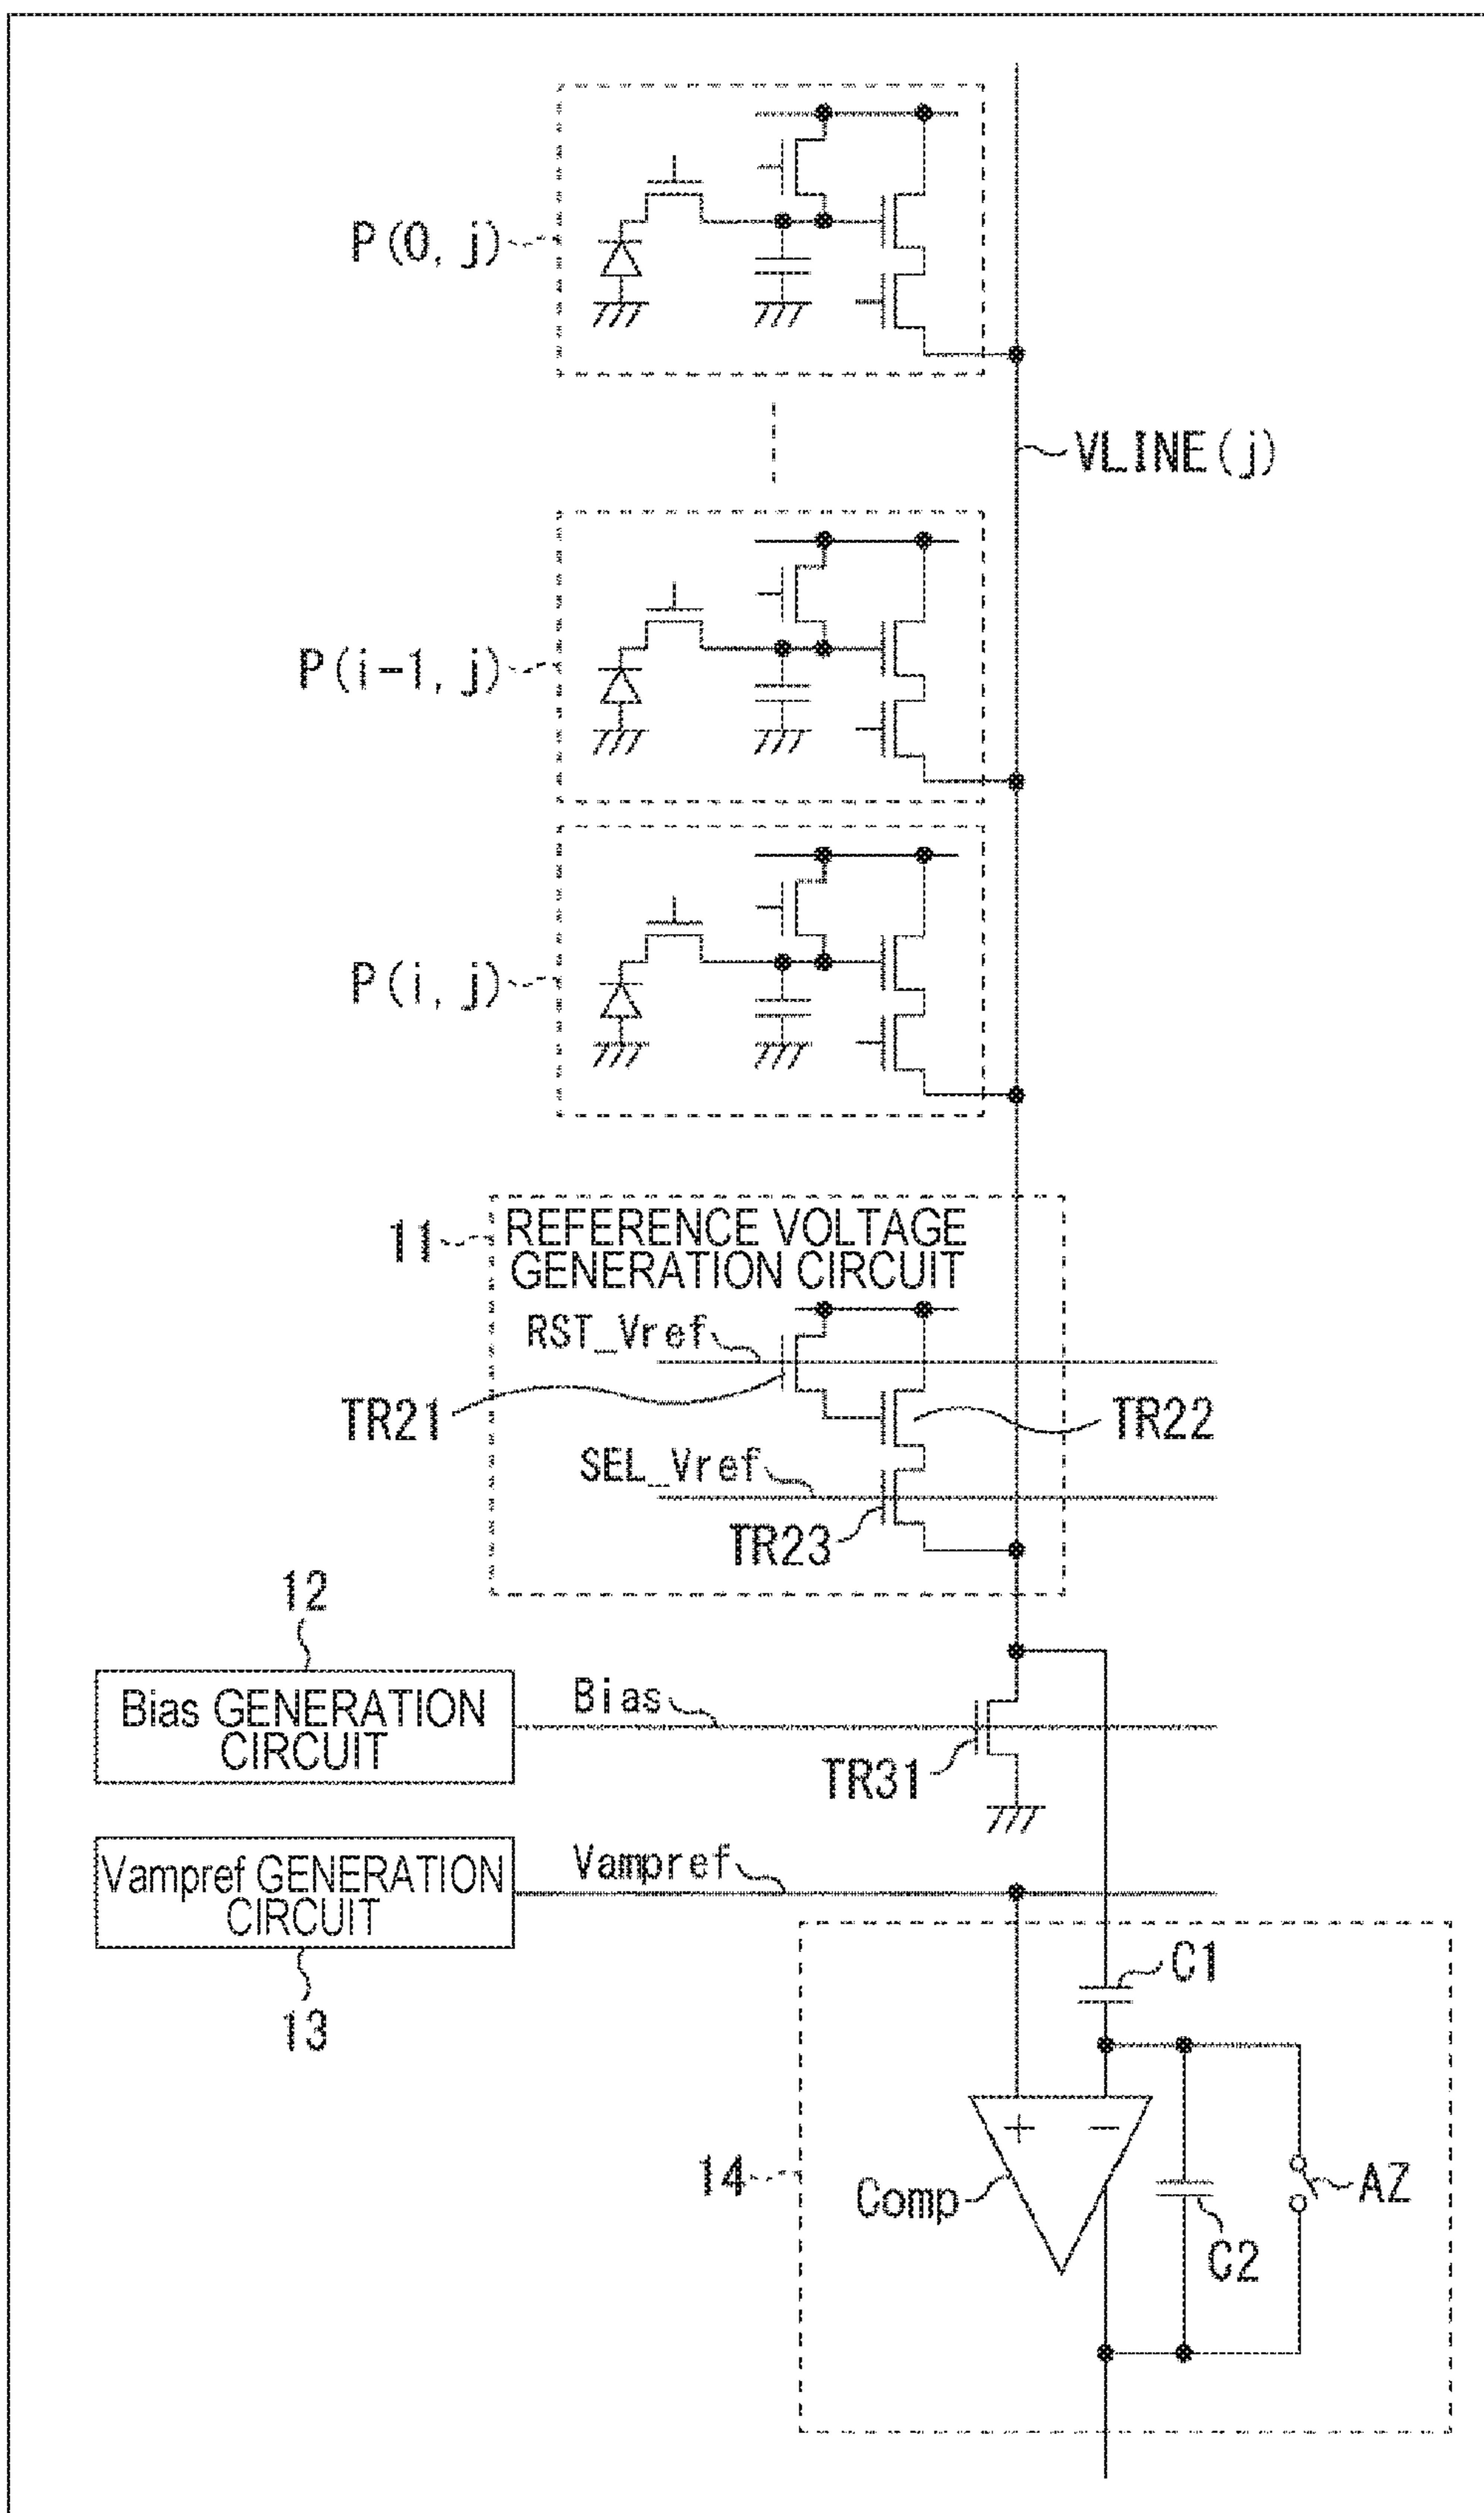 P(0, j)
VLINE(j)
P(i-1, j)
P(i, j)
11
REFERENCE VOLTAGE
GENERATION CIRCUIT
RST_Vref
TR21
TR22
SEL_Vref
TR23
12
Bias GENERATION
CIRCUIT
Bias
TR31
Vampref GENERATION
CIRCUIT
Vampref
13
C1
+
−
14
Comp
C2
AZ